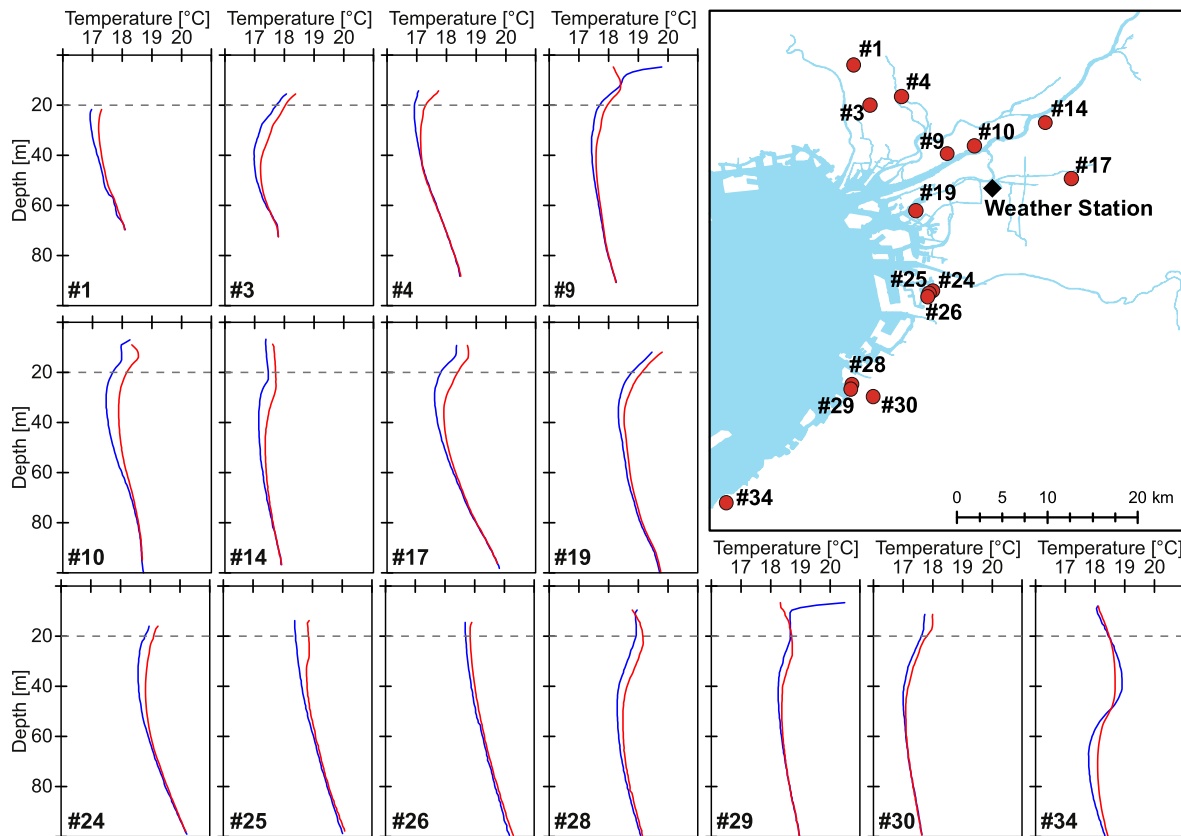 Temperature [°C] Temperature [°C] Temperature [°C] Temperature [°C]
17 18 19 20 17 18 19 20 17 18 19 20 17 18 19 20
Depth [m]
20
40
60
80
#1 #3 #4 #9
Depth [m]
20
40
60
80
#10 #14 #17 #19
Depth [m]
20
40
60
80
#24 #25 #26 #28
#1
#4
#3
#14
#10
#9
#17
#19
Weather Station
#25 #24
#26
#28
#29 #30
#34
0 5 10 20 km
Temperature [°C] Temperature [°C] Temperature [°C]
17 18 19 20 17 18 19 20 17 18 19 20
#29 #30 #34